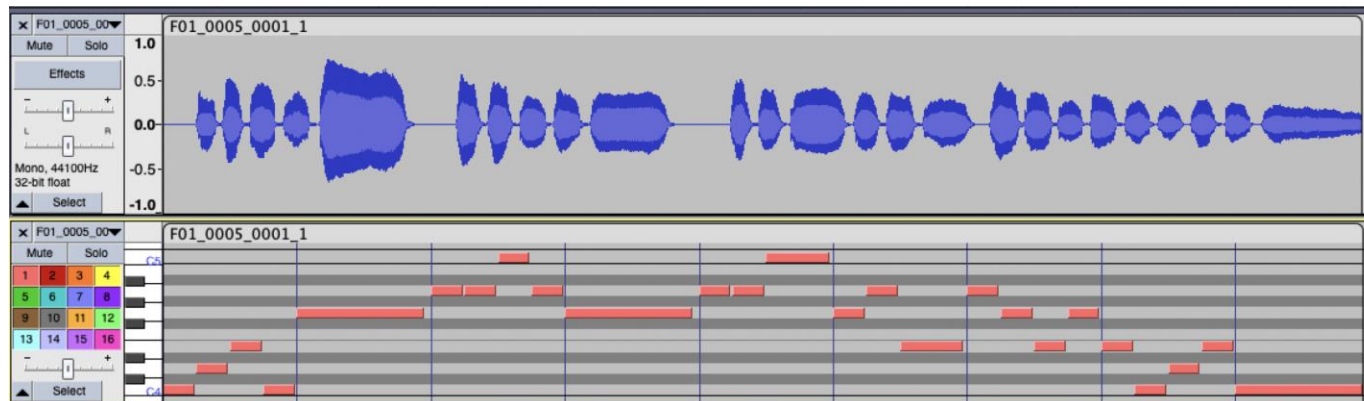 × F01_0005_00▼ F01_0005_0001_1
Mute Solo 1.0
Effects
0.5-
- +
0.0-
L R
Mono, 44100Hz
32-bit float
-0.5-
▲ Select -1.0
× F01_0005_00▼ F01_0005_0001_1
Mute Solo
C5
1 2 3 4
5 6 7 8
9 10 11 12
13 14 15 16
- +
▲ Select C4